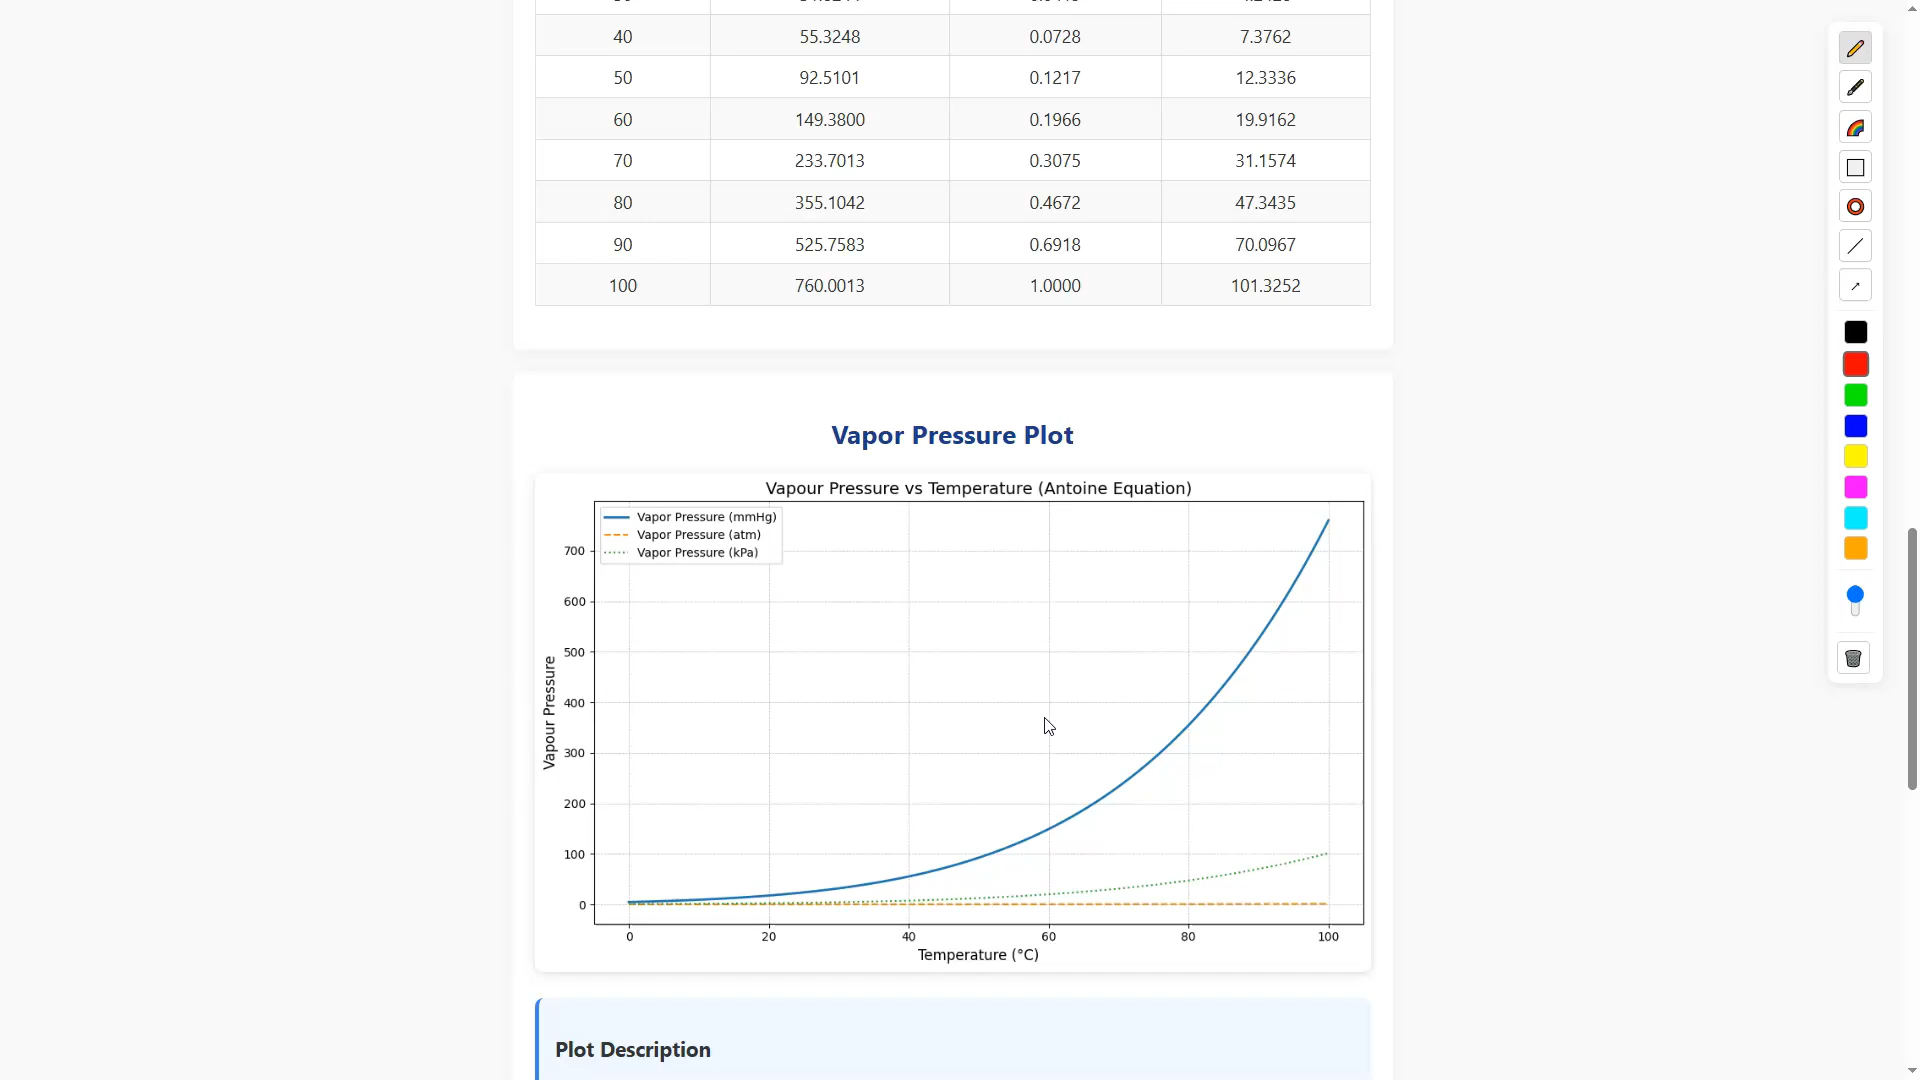 40 55.3248 0.0728 7.3762
50 92.5101 0.1217 12.3336
60 149.3800 0.1966 19.9162
70 233.7013 0.3075 31.1574
80 355.1042 0.4672 47.3435
90 525.7583 0.6918 70.0967
100 760.0013 1.0000 101.3252
Vapor Pressure Plot
Vapour Pressure vs Temperature (Antoine Equation)
Vapor Pressure (mmHg)
Vapor Pressure (atm)
Vapor Pressure (kPa)
700
600
500
400
300
200
100
0
Vapour Pressure
0 20 40 60 80 100
Temperature (°C)
Plot Description